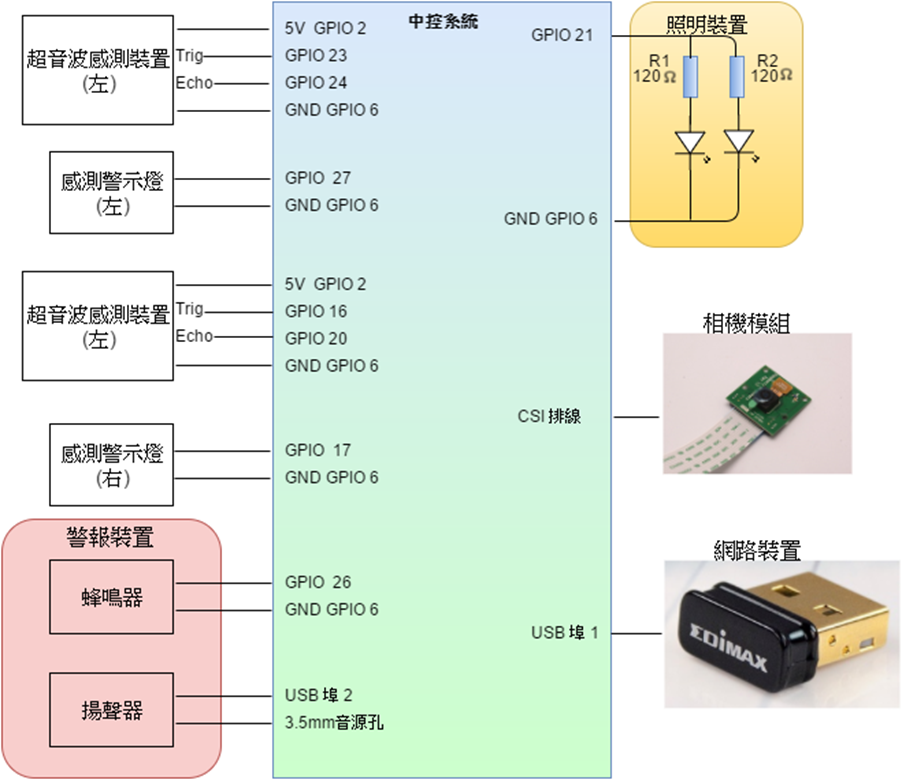 中控系統
超音波感測裝置
(左)
Trig
Echo
5V GPIO 2
GPIO 23
GPIO 24
GND GPIO 6
感測警示燈
(左)
GPIO 27
GND GPIO 6
超音波感測裝置
(左)
Trig
Echo
5V GPIO 2
GPIO 16
GPIO 20
GND GPIO 6
感測警示燈
(右)
GPIO 17
GND GPIO 6
警報裝置
蜂鳴器
GPIO 26
GND GPIO 6
揚聲器
USB 埠 2
3.5mm音源孔
GPIO 21
照明裝置
R1
120Ω
R2
120Ω
GND GPIO 6
相機模組
CSI 排線
網路裝置
USB 埠 1
EDIMAX